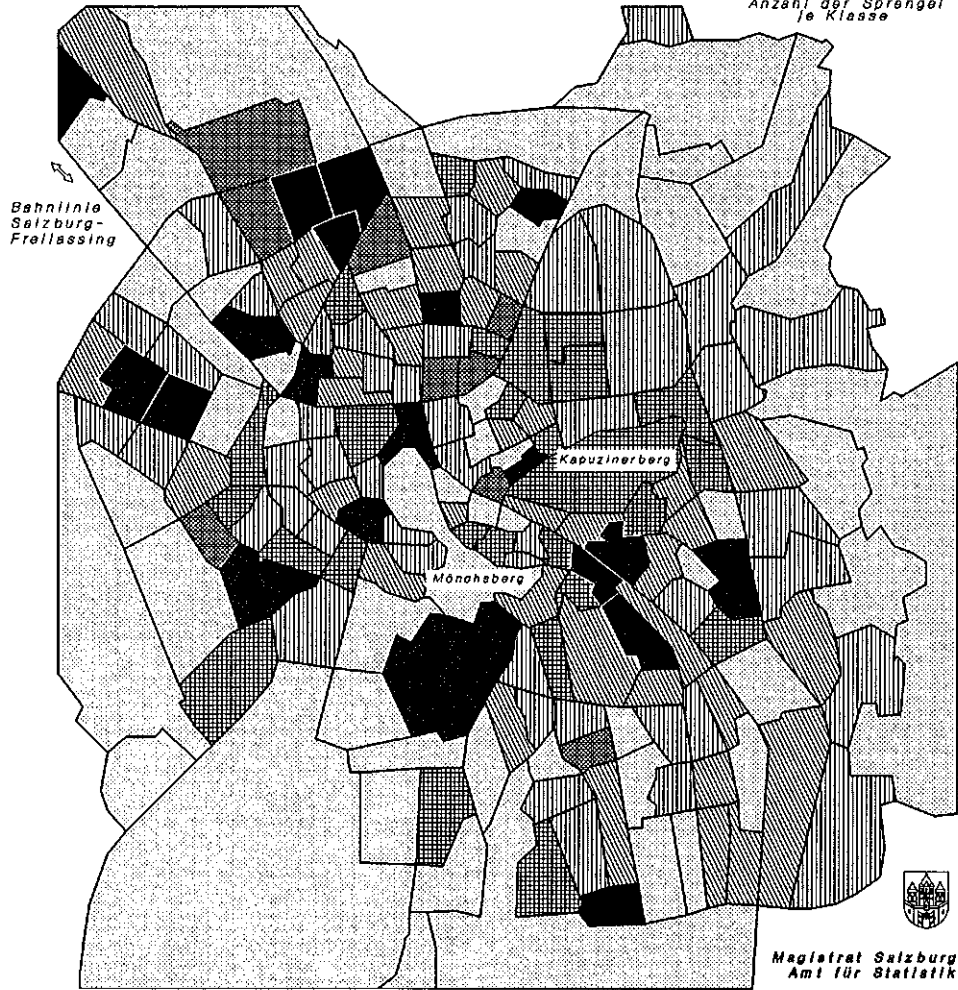 Anzahl der Sprengel
je Klasse
Bahnlinie
Salzburg-
Freilassing
Kapuzinerberg
Mönchsberg
Magistrat Salzburg
Amt für Statistik